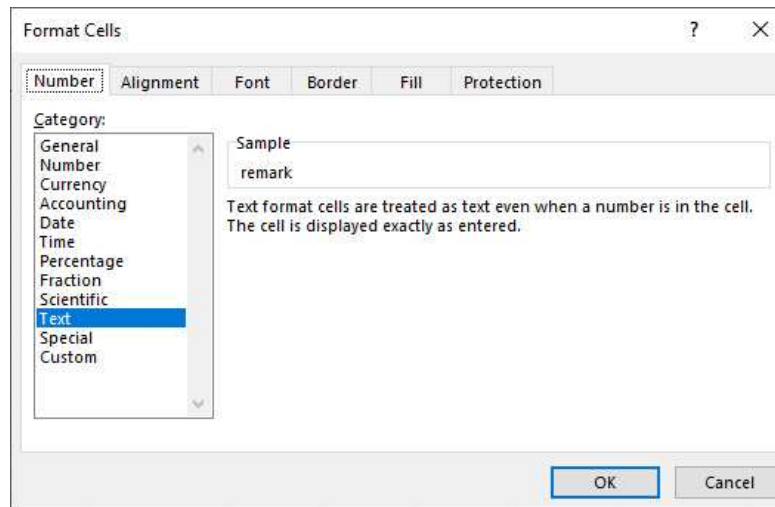 Format Cells
?
Number Alignment Font Border Fill Protection
Category:
General
Number
Currency
Accounting
Date
Time
Percentage
Fraction
Scientific
Text
Special
Custom
Sample
remark
Text format cells are treated as text even when a number is in the cell.
The cell is displayed exactly as entered.
OK Cancel